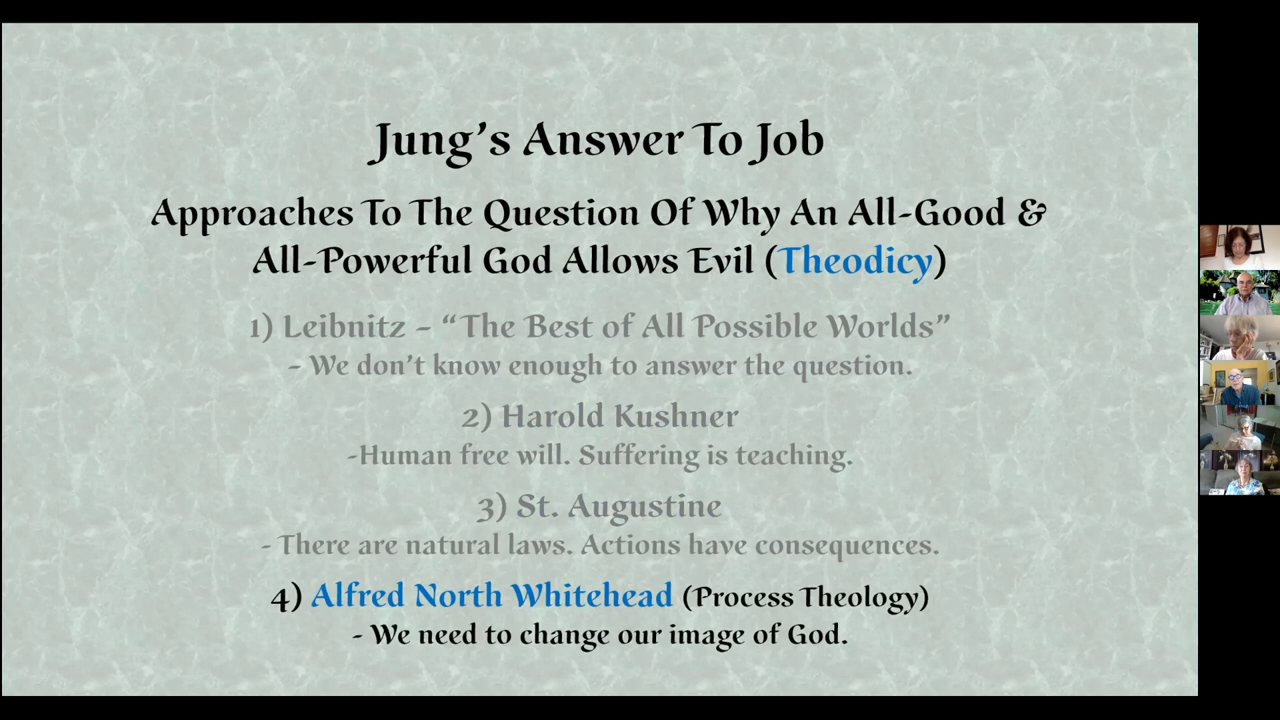 Jung's Answer To Job
Approaches To The Question Of Why An All-Good &
All-Powerful God Allows Evil (Theodicy)
1) Leibnitz – “The Best of All Possible Worlds”
- We don't know enough to answer the question.
2) Harold Kushner
-Human free will. Suffering is teaching.
3) St. Augustine
- There are natural laws. Actions have consequences.
4) Alfred North Whitehead (Process Theology)
- We need to change our image of God.